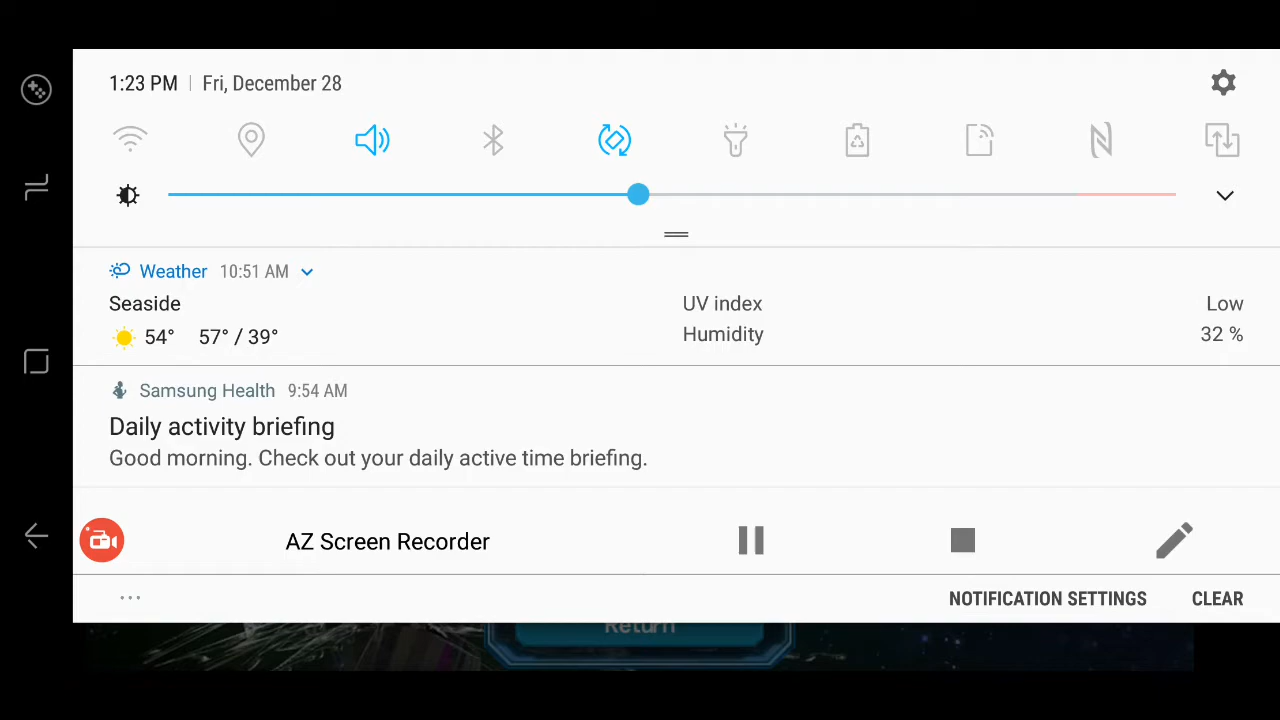 1:23 PM | Fri, December 28
Weather 10:51 AM
Seaside
UV index Low
54° 57° / 39°
Humidity 32 %
Samsung Health 9:54 AM
Daily activity briefing
Good morning. Check out your daily active time briefing.
AZ Screen Recorder
...
NOTIFICATION SETTINGS CLEAR
Return